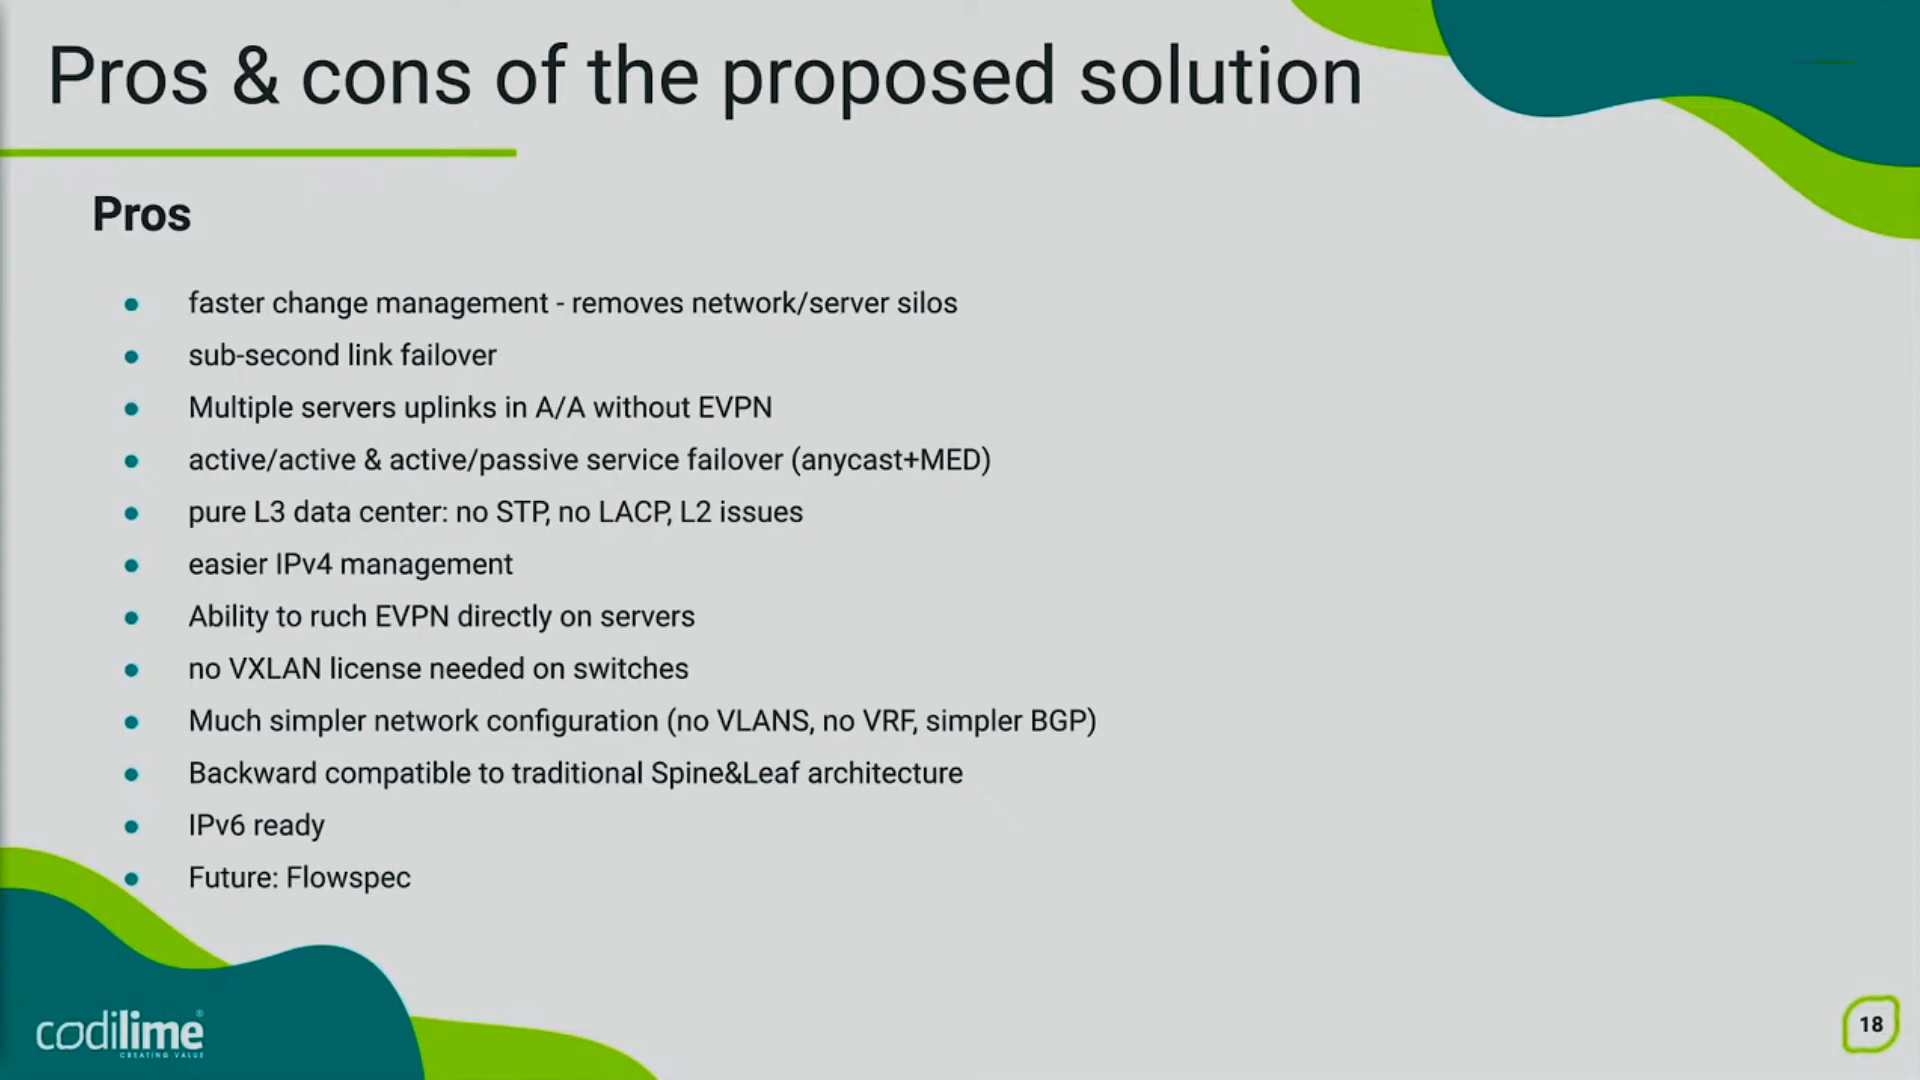 Pros & cons of the proposed solution
Pros
faster change management - removes network/server silos
sub-second link failover
Multiple servers uplinks in A/A without EVPN
active/active & active/passive service failover (anycast+MED)
pure L3 data center: no STP, no LACP, L2 issues
easier IPv4 management
Ability to ruch EVPN directly on servers
no VXLAN license needed on switches
Much simpler network configuration (no VLANS, no VRF, simpler BGP)
Backward compatible to traditional Spine&Leaf architecture
IPv6 ready
Future: Flowspec
codilime®
CREATING VALUE
18